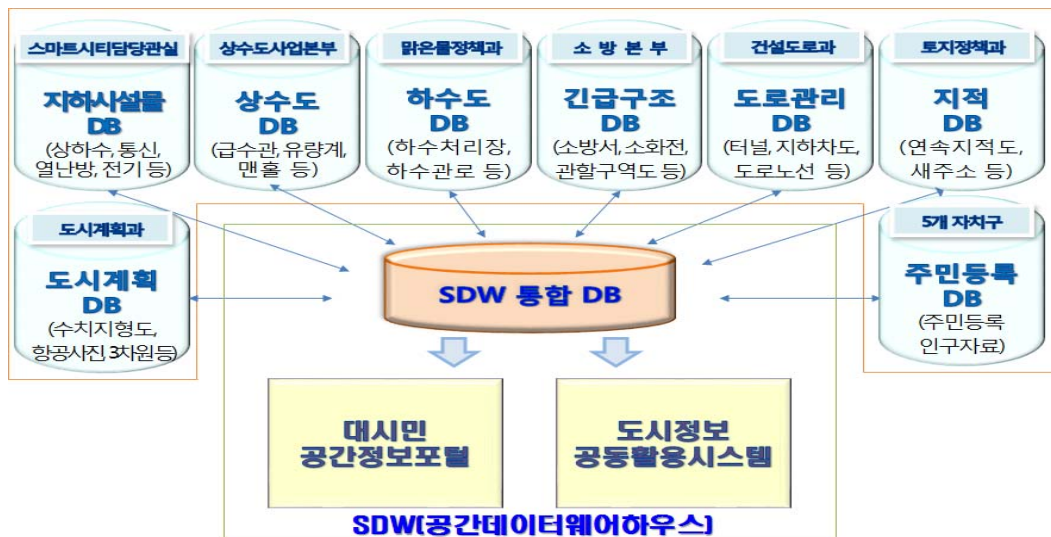 스마트시티담당관실
지하시설물
DB
(상하수, 통신,
열난방, 전기 등)
상수도사업본부
상수도
DB
(급수관, 유량계,
맨홀 등)
맑은물정책과
하수도
DB
(하수처리장,
하수관로 등)
소 방 본 부
긴급구조
DB
(소방서, 소화전,
관할구역도 등)
건설도로과
도로관리
DB
(터널, 지하차도,
도로노선 등)
토지정책과
지적
DB
(연속지적도,
새주소 등)
도시계획과
도시계획
DB
(수치지형도,
항공사진, 3차원등)
SDW 통합 DB
5개 자치구
주민등록
DB
(주민등록
인구자료)
대시민
공간정보포털
도시정보
공동활용시스템
SDW(공간데이터웨어하우스)